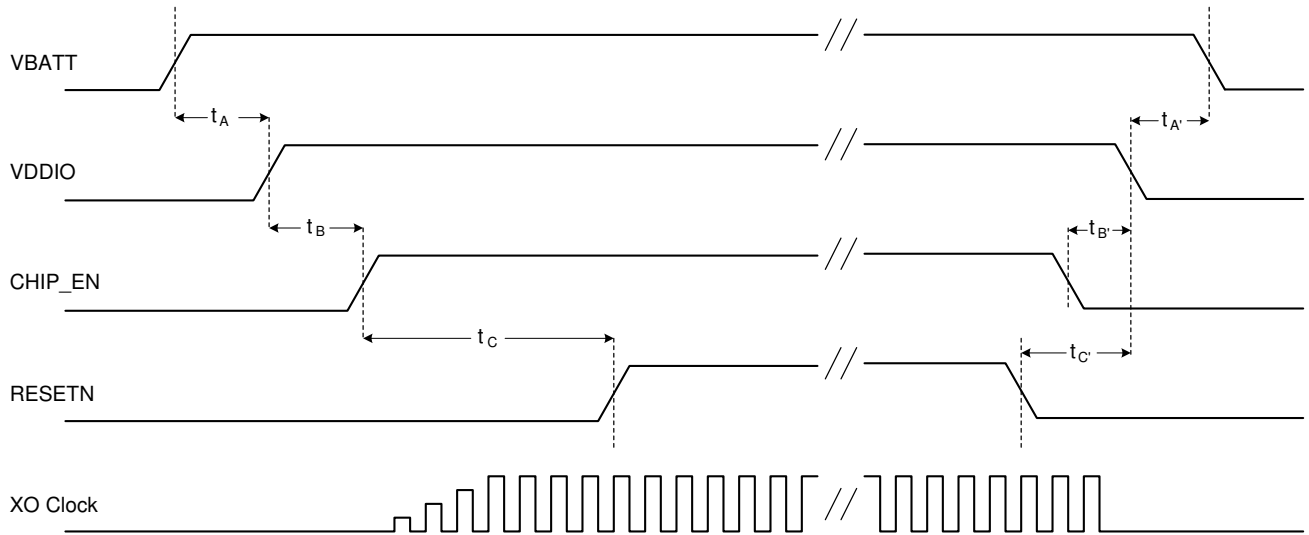 VBATT
tA
tA'
VDDIO
tB
tB'
CHIP_EN
tC
tC'
RESETN
XO Clock